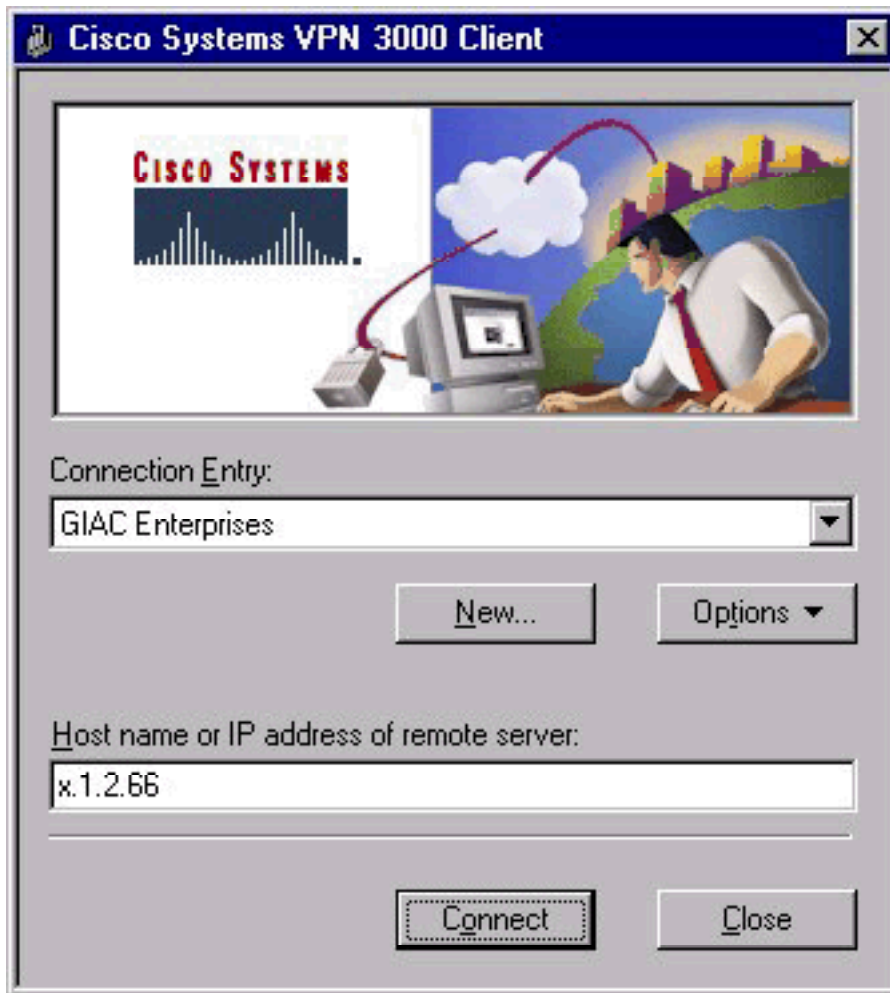 Cisco Systems VPN 3000 Client
CISCO SYSTEMS
Connection Entry:
GIAC Enterprises
New...
Options
Host name or IP address of remote server:
x.1.2.66
Connect
Close